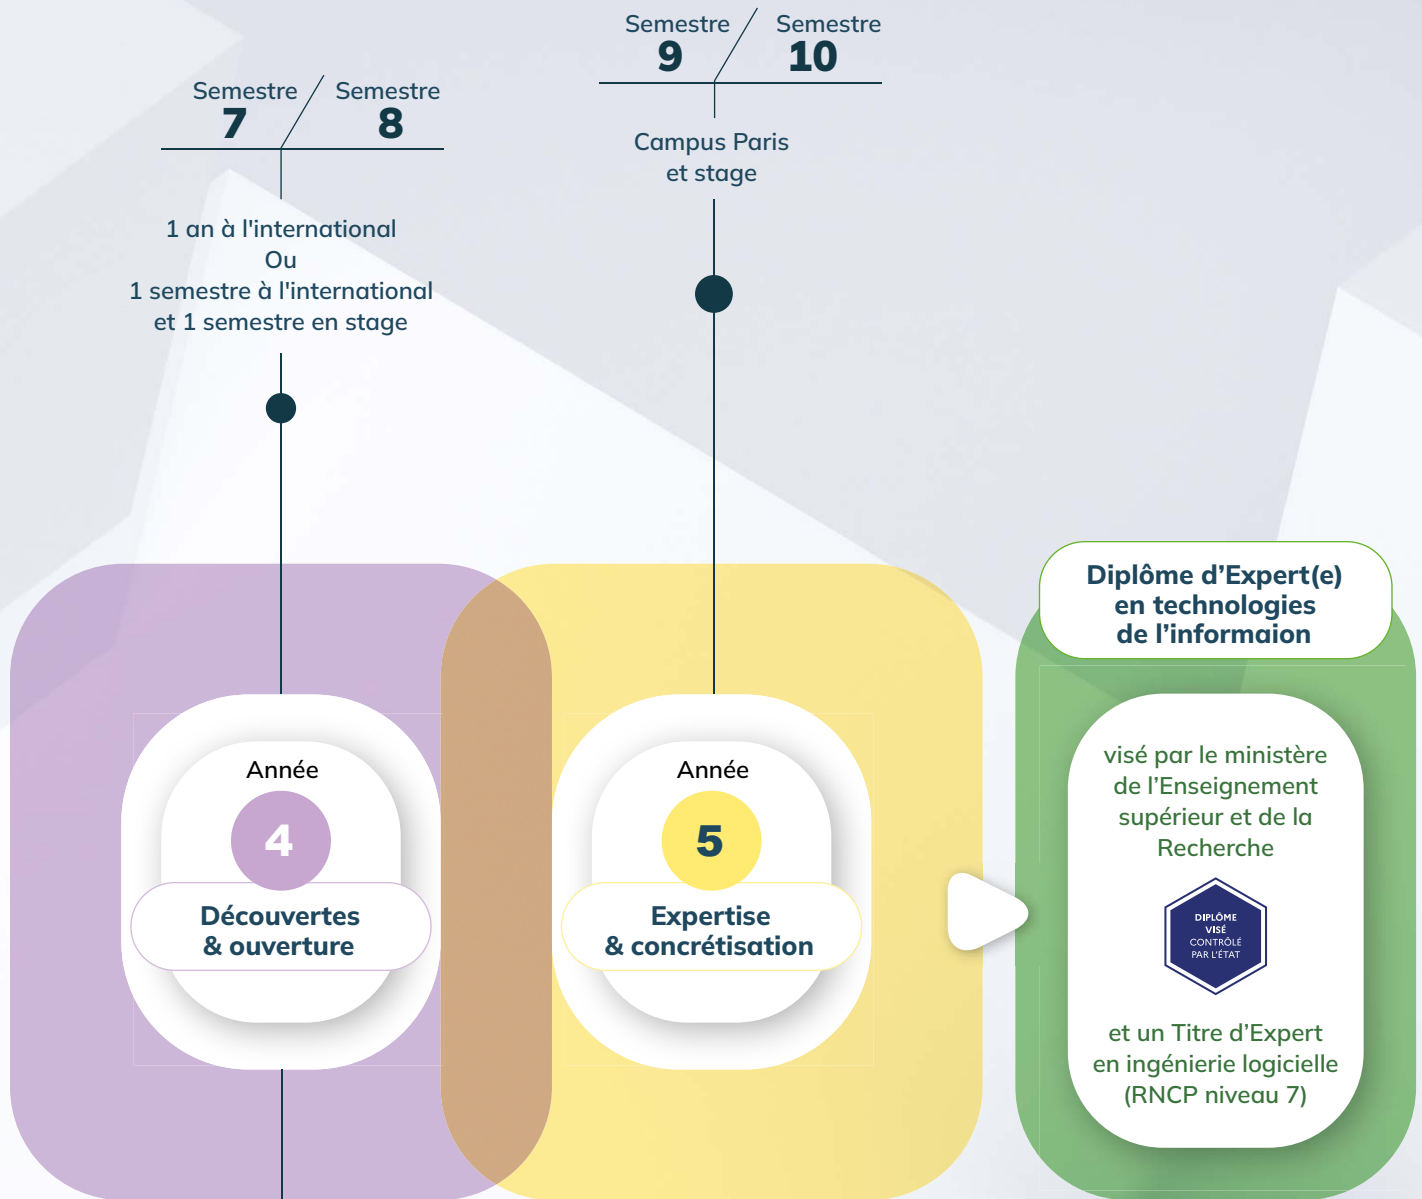 Semestre
7
Semestre
8
1 an à l'international
Ou
1 semestre à l'international
et 1 semestre en stage
Semestre
9
Semestre
10
Campus Paris
et stage
Année
4
Découvertes
& ouverture
Année
5
Expertise
& concrétisation
Diplôme d’Expert(e)
en technologies
de l’informaion
visé par le ministère
de l’Enseignement
supérieur et de la
Recherche
DIPLÔME
VISÉ
CONTRÔLÉ
PAR L'ÉTAT
et un Titre d’Expert
en ingénierie logicielle
(RNCP niveau 7)